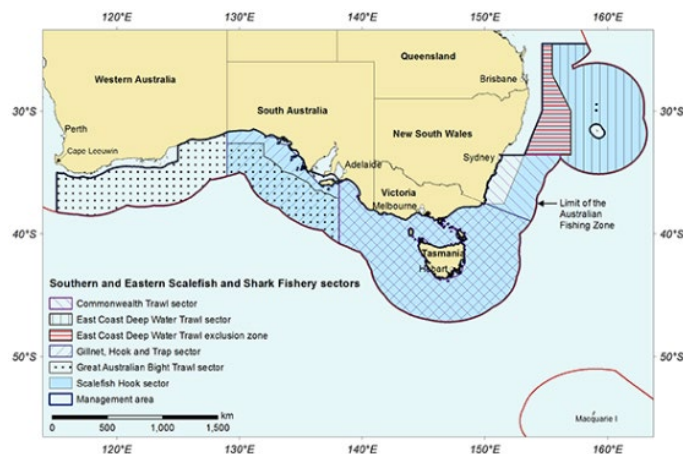 120°E 130°E 140°E 150°E 160°E
Queensland
Western Australia
Brisbane
South Australia
30°S
30°S
Perth
New South Wales
Cape Leeuwin
Sydney
Adelaide
Victoria
Melbourne
Limit of the
Australian
Fishing Zone
40°S
40°S
Tasmania
Hobart
Southern and Eastern Scalefish and Shark Fishery sectors
Commonwealth Trawl sector
East Coast Deep Water Trawl sector
East Coast Deep Water Trawl exclusion zone
Gillnet, Hook and Trap sector
Great Australian Bight Trawl sector
Scalefish Hook sector
Management area
50°S
50°S
km
0 500 1,000 1,500
Macquarie I
120°E 130°E 140°E 150°E 160°E